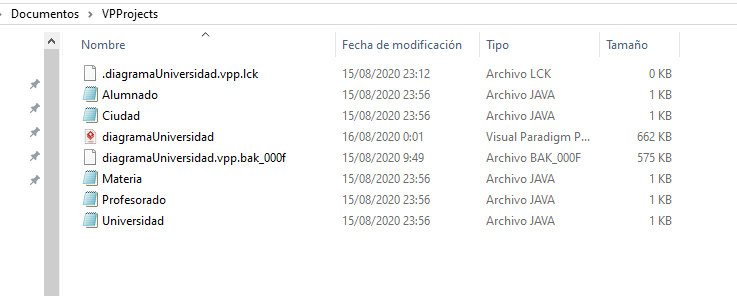 Documentos > VPProjects
Nombre Fecha de modificación Tipo Tamaño
.diagramaUniversidad.vpp.lck 15/08/2020 23:12 Archivo LCK 0 KB
Alumnado 15/08/2020 23:56 Archivo JAVA 1 KB
Ciudad 15/08/2020 23:56 Archivo JAVA 1 KB
diagramaUniversidad 16/08/2020 0:01 Visual Paradigm P... 662 KB
diagramaUniversidad.vpp.bak_000f 15/08/2020 9:49 Archivo BAK_000F 575 KB
Materia 15/08/2020 23:56 Archivo JAVA 1 KB
Profesorado 15/08/2020 23:56 Archivo JAVA 1 KB
Universidad 15/08/2020 23:56 Archivo JAVA 1 KB